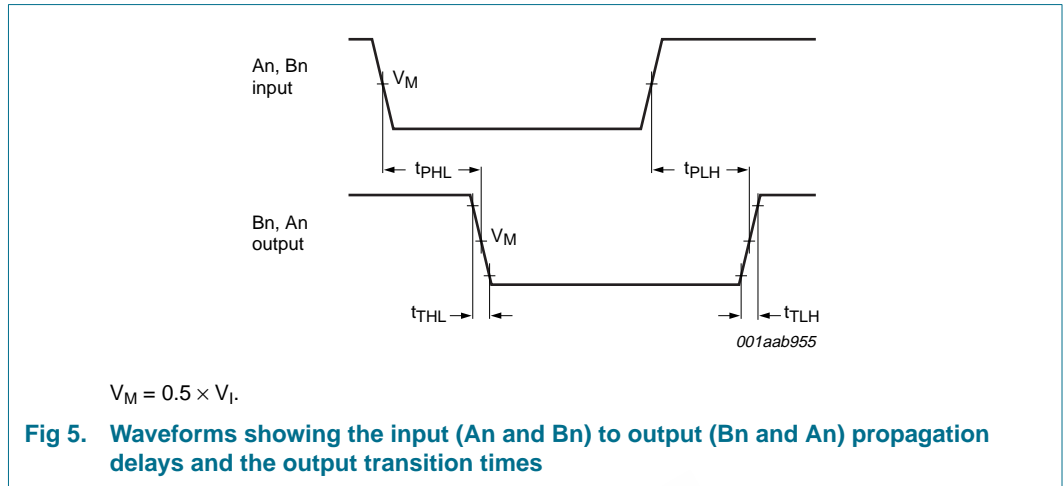 An, Bn
input
VM
tPHL
tPLH
Bn, An
output
VM
tTHL
tTLH
001aab955
VM = 0.5 × VI.
Fig 5. Waveforms showing the input (An and Bn) to output (Bn and An) propagation
delays and the output transition times